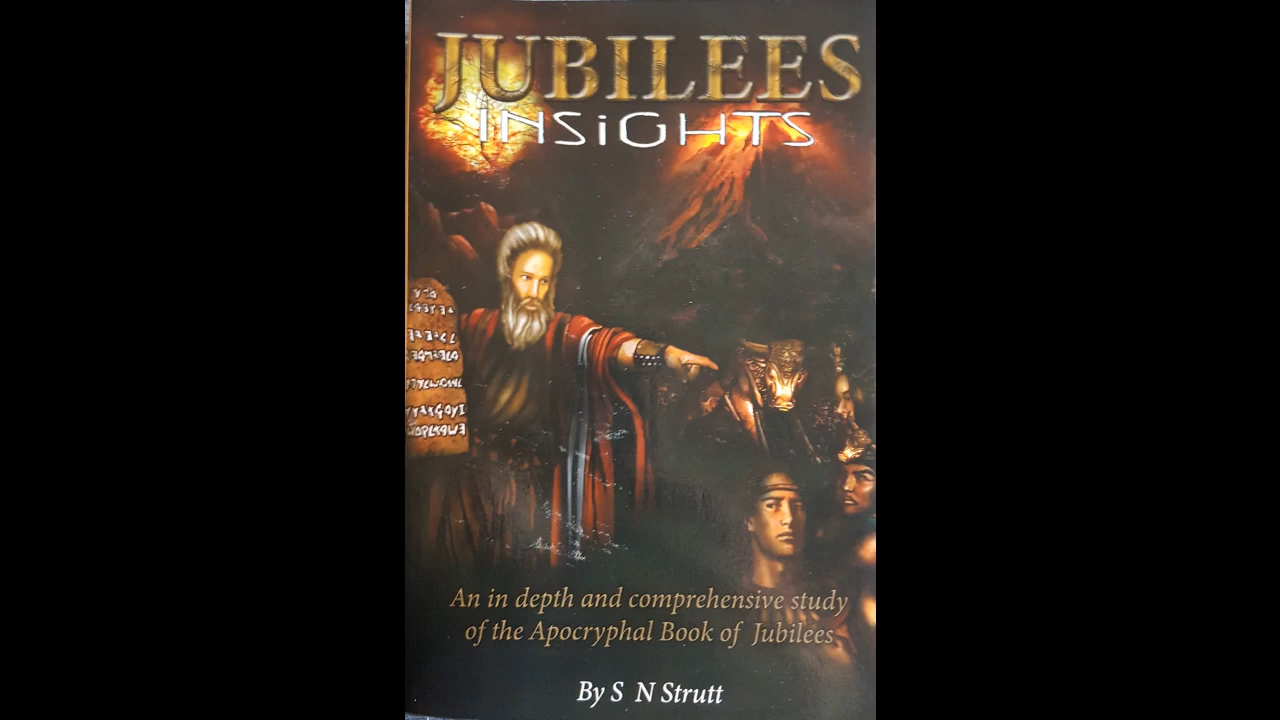 JUBILEES
INSiGHTS
An in depth and comprehensive study
of the Apocryphal Book of Jubilees
By S N Strutt